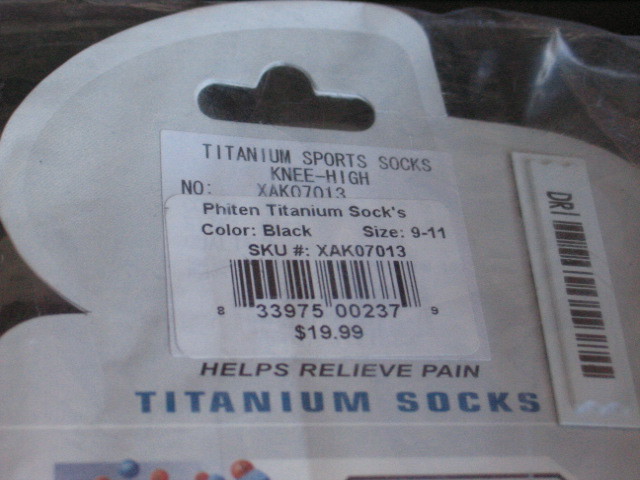 TITANIUM SPORTS SOCKS
KNEE-HIGH
NO: XAK07013
Phiten Titanium Sock's
Color: Black Size: 9-11
SKU #: XAK07013
8 33975 00237 9
$19.99
HELPS RELIEVE PAIN
TITANIUM SOCKS
DRI